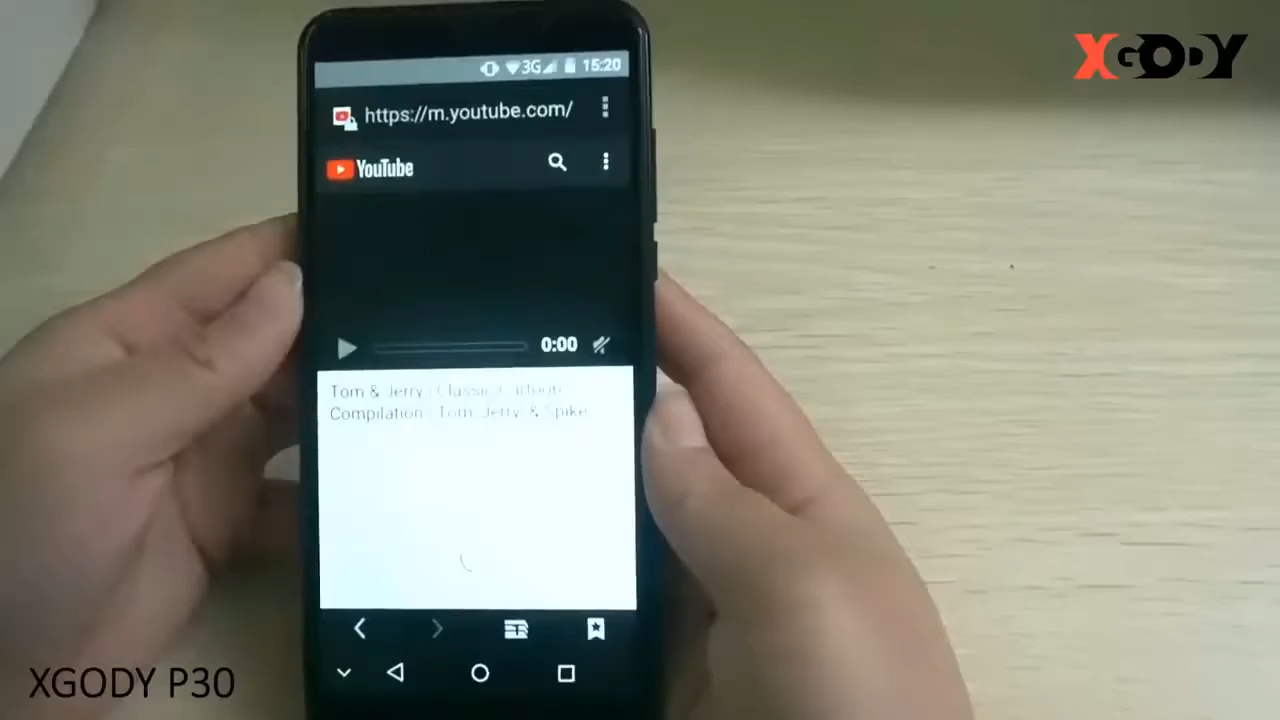 XGODY
3G 15:20
https://m.youtube.com/
YouTube
0:00
Tom & Jerry | Classic Cartoon
Compilation | Tom, Jerry, & Spike
XGODY P30